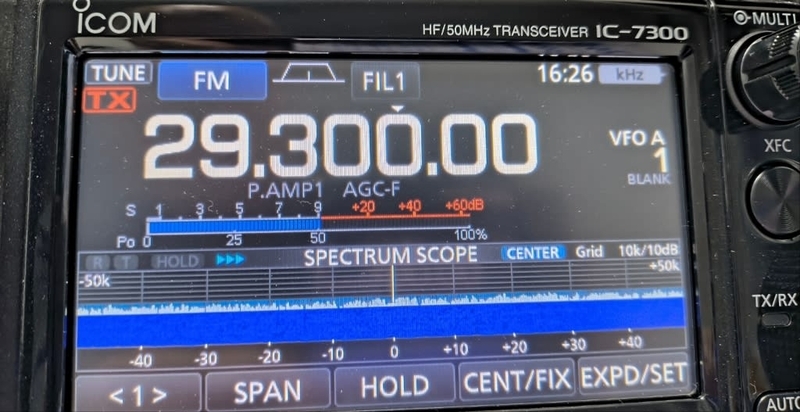 ICOM
HF/50MHz TRANSCEIVER IC-7300
MULTI
TUNE FM FIL1 16:26 kHz
TX
29.300.00
VFO A
1
BLANK
XFC
P.AMP1 AGC-F
S 1 3 5 7 9 +20 +40 +60dB
Po 0 25 50 100%
R T HOLD SPECTRUM SCOPE CENTER Grid 10k/10dB
-50k +50k
-40 -30 -20 -10 0 +10 +20 +30 +40
TX/RX
<1> SPAN HOLD CENT/FIX EXPD/SET
AUTO